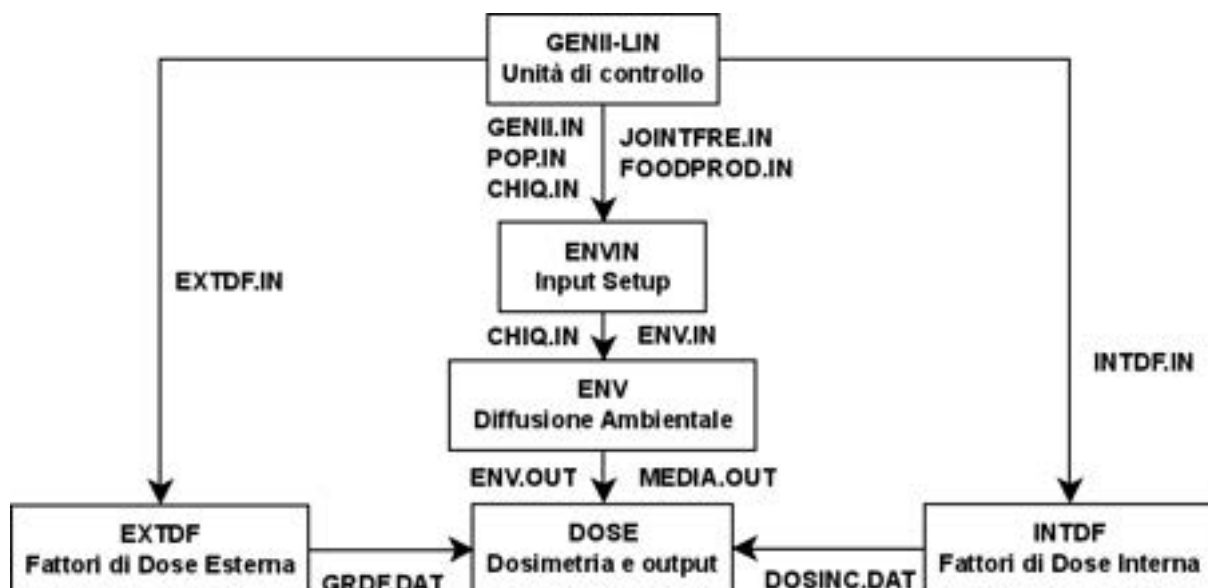 GENII-LIN
Unità di controllo
GENII.IN
POP.IN
CHIQ.IN
JOINTFRE.IN
FOODPROD.IN
ENVIN
Input Setup
EXTDF.IN
CHIQ.IN
ENV.IN
INTDF.IN
ENV
Diffusione Ambientale
ENV.OUT
MEDIA.OUT
EXTDF
Fattori di Dose Esterna
DOSE
Dosimetria e output
INTDF
Fattori di Dose Interna
GRDF.DAT
DOSINC.DAT